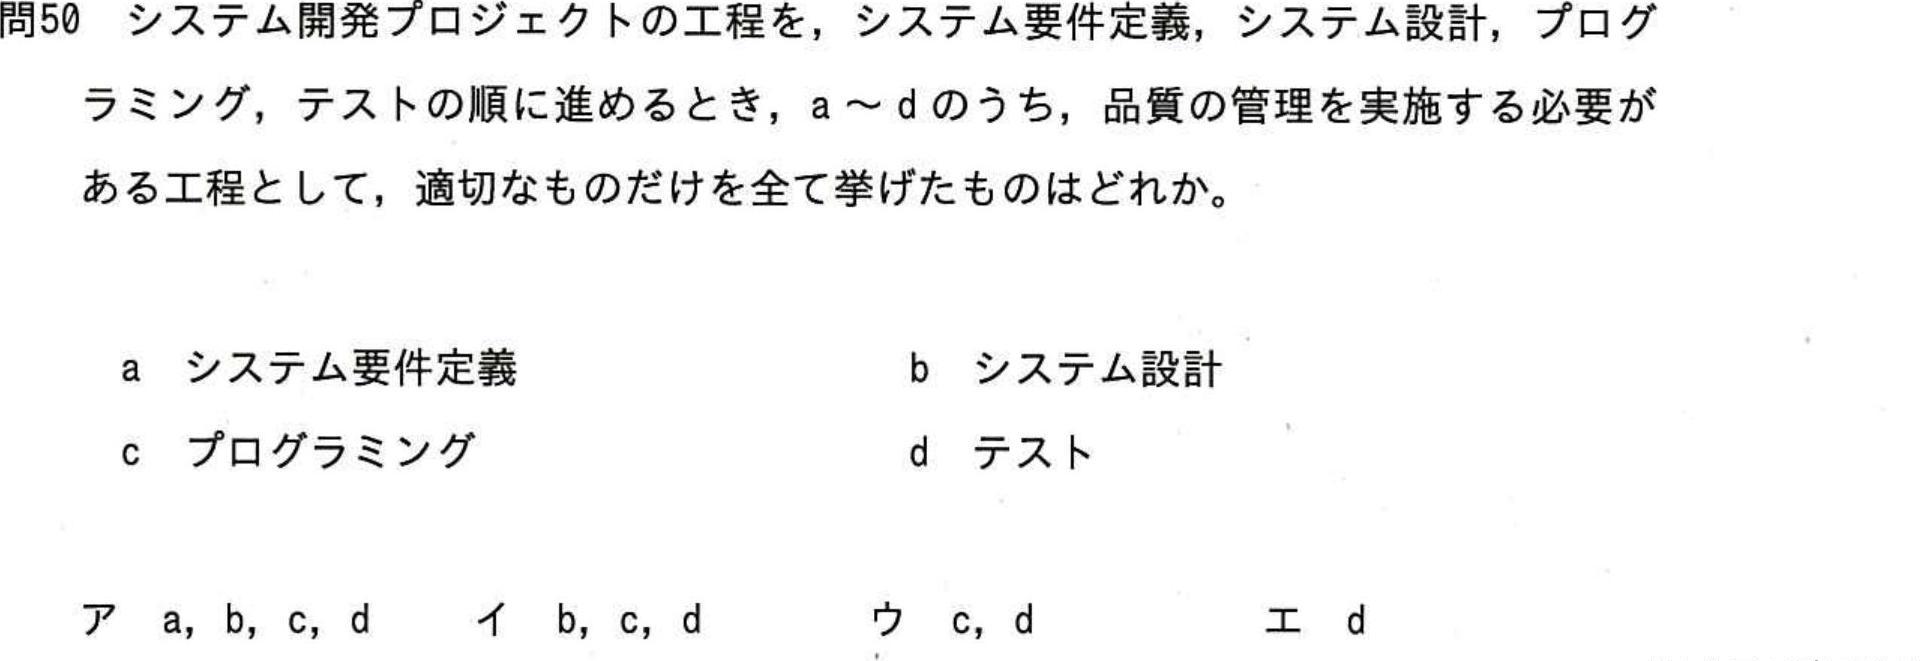 問50 システム開発プロジェクトの工程を，システム要件定義，システム設計，プログ
ラミング，テストの順に進めるとき，a～dのうち，品質の管理を実施する必要が
ある工程として，適切なものだけを全て挙げたものはどれか。
a システム要件定義 b システム設計
c プログラミング d テスト
ア a，b，c，d イ b，c，d ウ c，d エ d